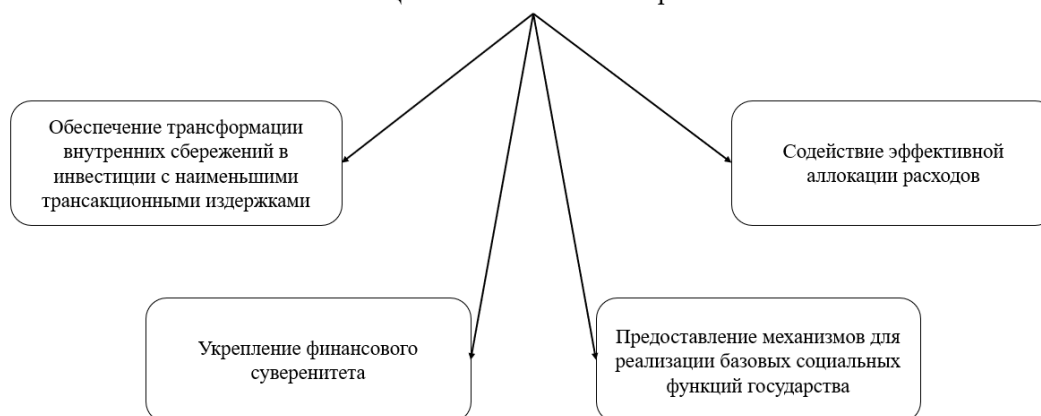 Обеспечение трансформации
внутренних сбережений в
инвестиции с наименьшими
трансакционными издержками
Содействие эффективной
аллокации расходов
Укрепление финансового
суверенитета
Предоставление механизмов для
реализации базовых социальных
функций государства